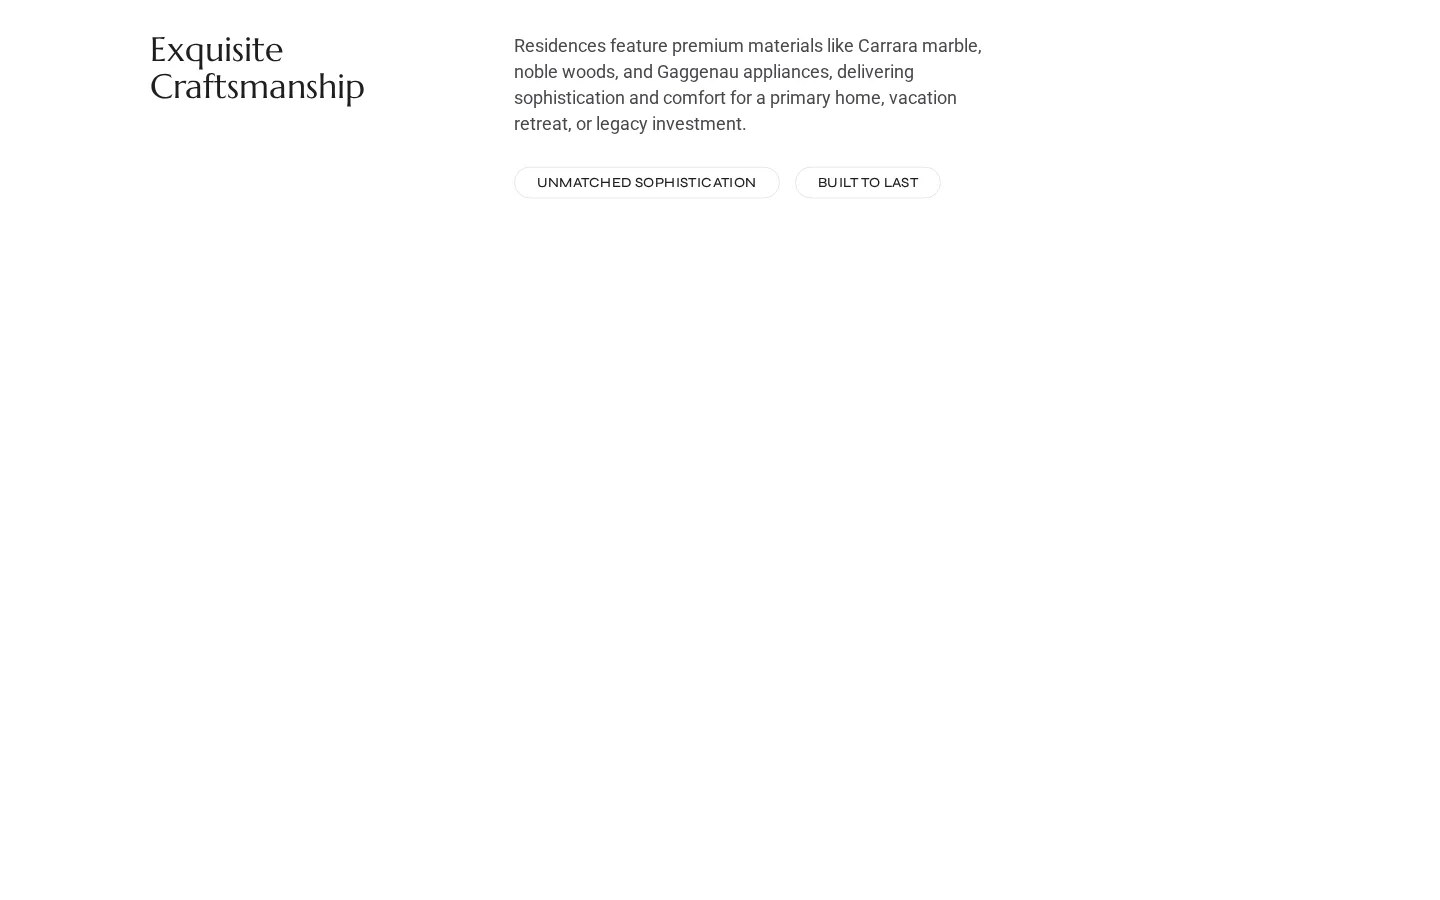 Exquisite
Craftsmanship
Residences feature premium materials like Carrara marble,
noble woods, and Gaggenau appliances, delivering
sophistication and comfort for a primary home, vacation
retreat, or legacy investment.
UNMATCHED SOPHISTICATION
BUILT TO LAST